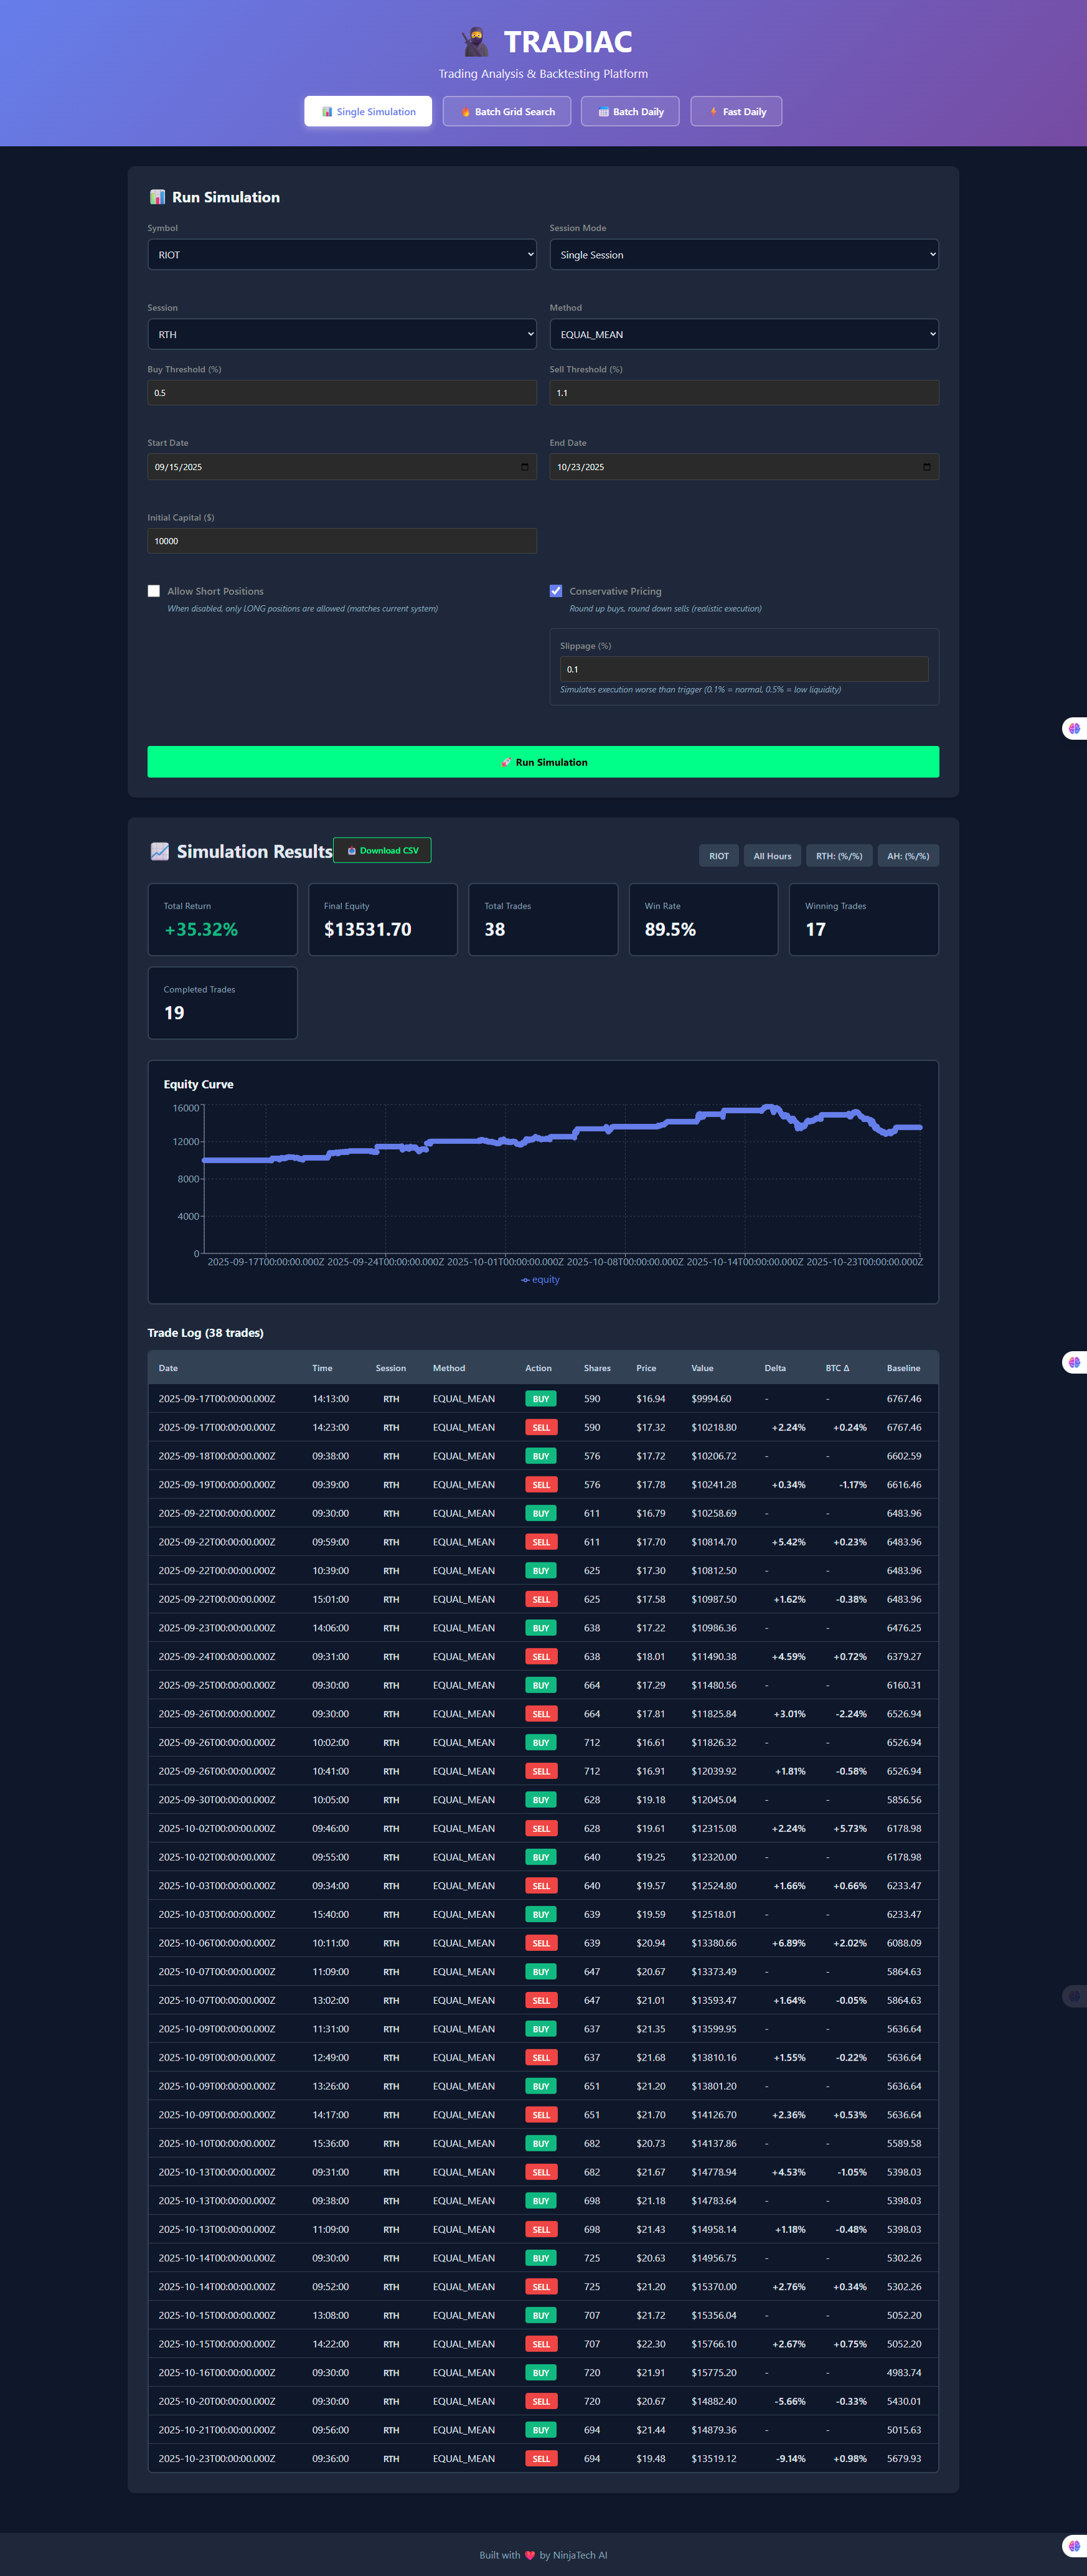 TRADIAC
Trading Analysis & Backtesting Platform
Single Simulation Batch Grid Search Batch Daily Fast Daily
Run Simulation
Symbol Session Mode
RIOT Single Session
Session Method
RTH EQUAL_MEAN
Buy Threshold (%) Sell Threshold (%)
0.5 1.1
Start Date End Date
09/15/2025 10/23/2025
Initial Capital ($)
10000
Allow Short Positions Conservative Pricing
When disabled, only LONG positions are allowed (matches current system) Round up buys, round down sells (realistic execution)
Slippage (%)
0.1
Simulates execution worse than trigger (0.1% = normal, 0.5% = low liquidity)
Run Simulation
Simulation Results Download CSV RIOT All Hours RTH: (%/%) AH: (%/%)
Total Return Final Equity Total Trades Win Rate Winning Trades
+35.32% $13531.70 38 89.5% 17
Completed Trades
19
Equity Curve
16000
12000
8000
4000
0
2025-09-17T00:00:00.000Z 2025-09-24T00:00:00.000Z 2025-10-01T00:00:00.000Z 2025-10-08T00:00:00.000Z 2025-10-14T00:00:00.000Z 2025-10-23T00:00:00.000Z
equity
Trade Log (38 trades)
Date Time Session Method Action Shares Price Value Delta BTC Δ Baseline
2025-09-17T00:00:00.000Z 14:13:00 RTH EQUAL_MEAN BUY 590 $16.94 $9994.60 - - 6767.46
2025-09-17T00:00:00.000Z 14:23:00 RTH EQUAL_MEAN SELL 590 $17.32 $10218.80 +2.24% +0.24% 6767.46
2025-09-18T00:00:00.000Z 09:38:00 RTH EQUAL_MEAN BUY 576 $17.72 $10206.72 - - 6602.59
2025-09-19T00:00:00.000Z 09:39:00 RTH EQUAL_MEAN SELL 576 $17.78 $10241.28 +0.34% -1.17% 6616.46
2025-09-22T00:00:00.000Z 09:30:00 RTH EQUAL_MEAN BUY 611 $16.79 $10258.69 - - 6483.96
2025-09-22T00:00:00.000Z 09:59:00 RTH EQUAL_MEAN SELL 611 $17.70 $10814.70 +5.42% +0.23% 6483.96
2025-09-22T00:00:00.000Z 10:39:00 RTH EQUAL_MEAN BUY 625 $17.30 $10812.50 - - 6483.96
2025-09-22T00:00:00.000Z 15:01:00 RTH EQUAL_MEAN SELL 625 $17.58 $10987.50 +1.62% -0.38% 6483.96
2025-09-23T00:00:00.000Z 14:06:00 RTH EQUAL_MEAN BUY 638 $17.22 $10986.36 - - 6476.25
2025-09-24T00:00:00.000Z 09:31:00 RTH EQUAL_MEAN SELL 638 $18.01 $11490.38 +4.59% +0.72% 6379.27
2025-09-25T00:00:00.000Z 09:30:00 RTH EQUAL_MEAN BUY 664 $17.29 $11480.56 - - 6160.31
2025-09-26T00:00:00.000Z 09:30:00 RTH EQUAL_MEAN SELL 664 $17.81 $11825.84 +3.01% -2.24% 6526.94
2025-09-26T00:00:00.000Z 10:02:00 RTH EQUAL_MEAN BUY 712 $16.61 $11826.32 - - 6526.94
2025-09-26T00:00:00.000Z 10:41:00 RTH EQUAL_MEAN SELL 712 $16.91 $12039.92 +1.81% -0.58% 6526.94
2025-09-30T00:00:00.000Z 10:05:00 RTH EQUAL_MEAN BUY 628 $19.18 $12045.04 - - 5856.56
2025-10-02T00:00:00.000Z 09:46:00 RTH EQUAL_MEAN SELL 628 $19.61 $12315.08 +2.24% +5.73% 6178.98
2025-10-02T00:00:00.000Z 09:55:00 RTH EQUAL_MEAN BUY 640 $19.25 $12320.00 - - 6178.98
2025-10-03T00:00:00.000Z 09:34:00 RTH EQUAL_MEAN SELL 640 $19.57 $12524.80 +1.66% +0.66% 6233.47
2025-10-03T00:00:00.000Z 15:40:00 RTH EQUAL_MEAN BUY 639 $19.59 $12518.01 - - 6233.47
2025-10-06T00:00:00.000Z 10:11:00 RTH EQUAL_MEAN SELL 639 $20.94 $13380.66 +6.89% +2.02% 6088.09
2025-10-07T00:00:00.000Z 11:09:00 RTH EQUAL_MEAN BUY 647 $20.67 $13373.49 - - 5864.63
2025-10-07T00:00:00.000Z 13:02:00 RTH EQUAL_MEAN SELL 647 $21.01 $13593.47 +1.64% -0.05% 5864.63
2025-10-09T00:00:00.000Z 11:31:00 RTH EQUAL_MEAN BUY 637 $21.35 $13599.95 - - 5636.64
2025-10-09T00:00:00.000Z 12:49:00 RTH EQUAL_MEAN SELL 637 $21.68 $13810.16 +1.55% -0.22% 5636.64
2025-10-09T00:00:00.000Z 13:26:00 RTH EQUAL_MEAN BUY 651 $21.20 $13801.20 - - 5636.64
2025-10-09T00:00:00.000Z 14:17:00 RTH EQUAL_MEAN SELL 651 $21.70 $14126.70 +2.36% +0.53% 5636.64
2025-10-10T00:00:00.000Z 15:36:00 RTH EQUAL_MEAN BUY 682 $20.73 $14137.86 - - 5589.58
2025-10-13T00:00:00.000Z 09:31:00 RTH EQUAL_MEAN SELL 682 $21.67 $14778.94 +4.53% -1.05% 5398.03
2025-10-13T00:00:00.000Z 09:38:00 RTH EQUAL_MEAN BUY 698 $21.18 $14783.64 - - 5398.03
2025-10-13T00:00:00.000Z 11:09:00 RTH EQUAL_MEAN SELL 698 $21.43 $14958.14 +1.18% -0.48% 5398.03
2025-10-14T00:00:00.000Z 09:30:00 RTH EQUAL_MEAN BUY 725 $20.63 $14956.75 - - 5302.26
2025-10-14T00:00:00.000Z 09:52:00 RTH EQUAL_MEAN SELL 725 $21.20 $15370.00 +2.76% +0.34% 5302.26
2025-10-15T00:00:00.000Z 13:08:00 RTH EQUAL_MEAN BUY 707 $21.72 $15356.04 - - 5052.20
2025-10-15T00:00:00.000Z 14:22:00 RTH EQUAL_MEAN SELL 707 $22.30 $15766.10 +2.67% +0.75% 5052.20
2025-10-16T00:00:00.000Z 09:30:00 RTH EQUAL_MEAN BUY 720 $21.91 $15775.20 - - 4983.74
2025-10-20T00:00:00.000Z 09:30:00 RTH EQUAL_MEAN SELL 720 $20.67 $14882.40 -5.66% -0.33% 5430.01
2025-10-21T00:00:00.000Z 09:56:00 RTH EQUAL_MEAN BUY 694 $21.44 $14879.36 - - 5015.63
2025-10-23T00:00:00.000Z 09:36:00 RTH EQUAL_MEAN SELL 694 $19.48 $13519.12 -9.14% +0.98% 5679.93
Built with ❤️ by NinjaTech AI